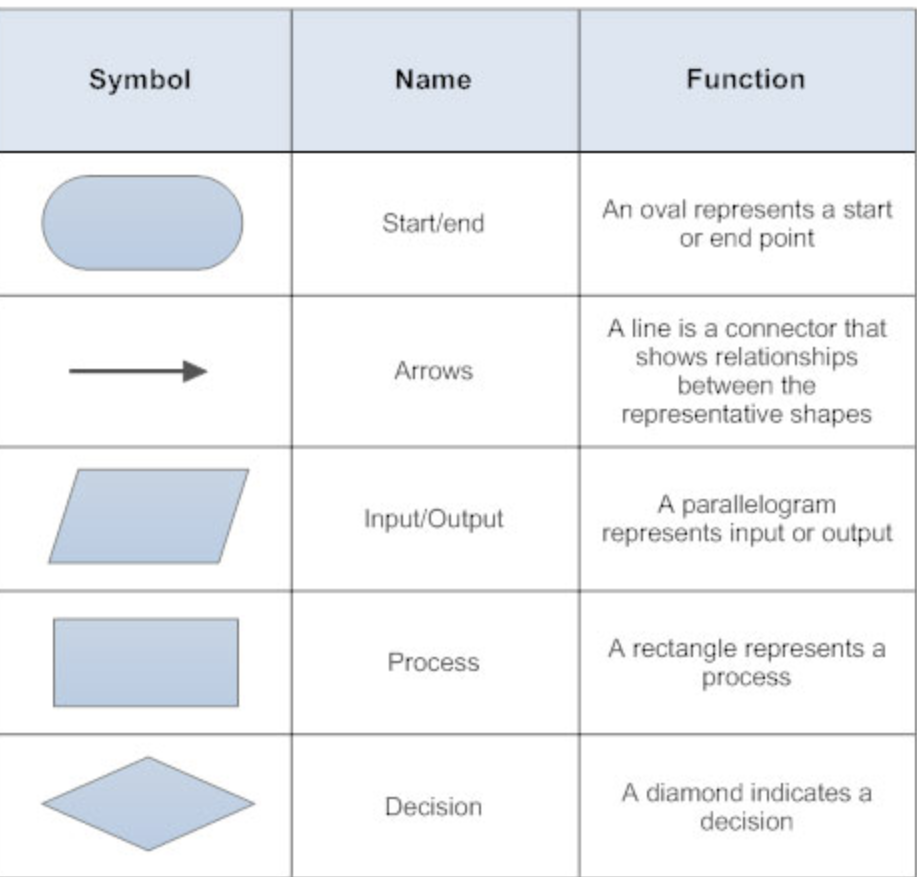 Symbol Name Function
Start/end
An oval represents a start
or end point
Arrows
A line is a connector that
shows relationships
between the
representative shapes
Input/Output
A parallelogram
represents input or output
Process
A rectangle represents a
process
Decision
A diamond indicates a
decision